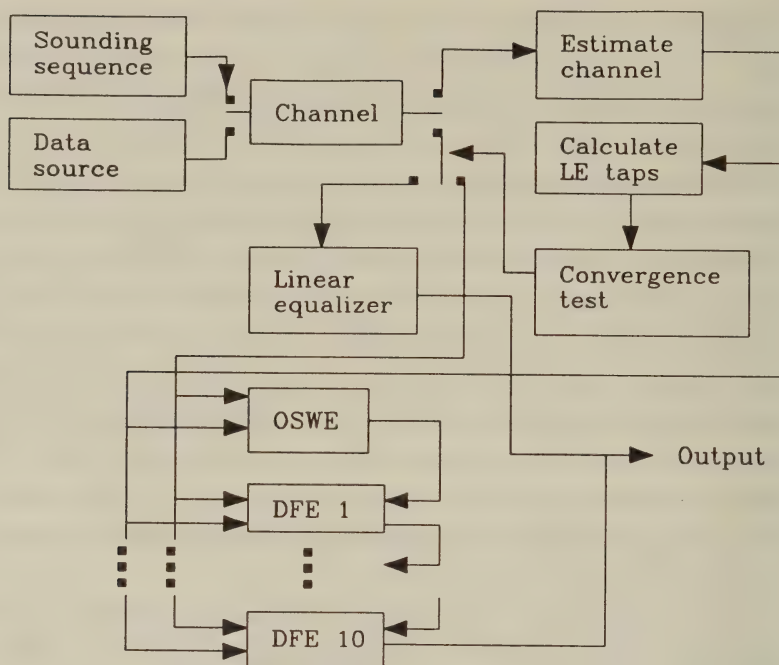 Sounding
sequence
Data
source
Channel
Estimate
channel
Calculate
LE taps
Linear
equalizer
Convergence
test
OSWE
Output
DFE 1
DFE 10